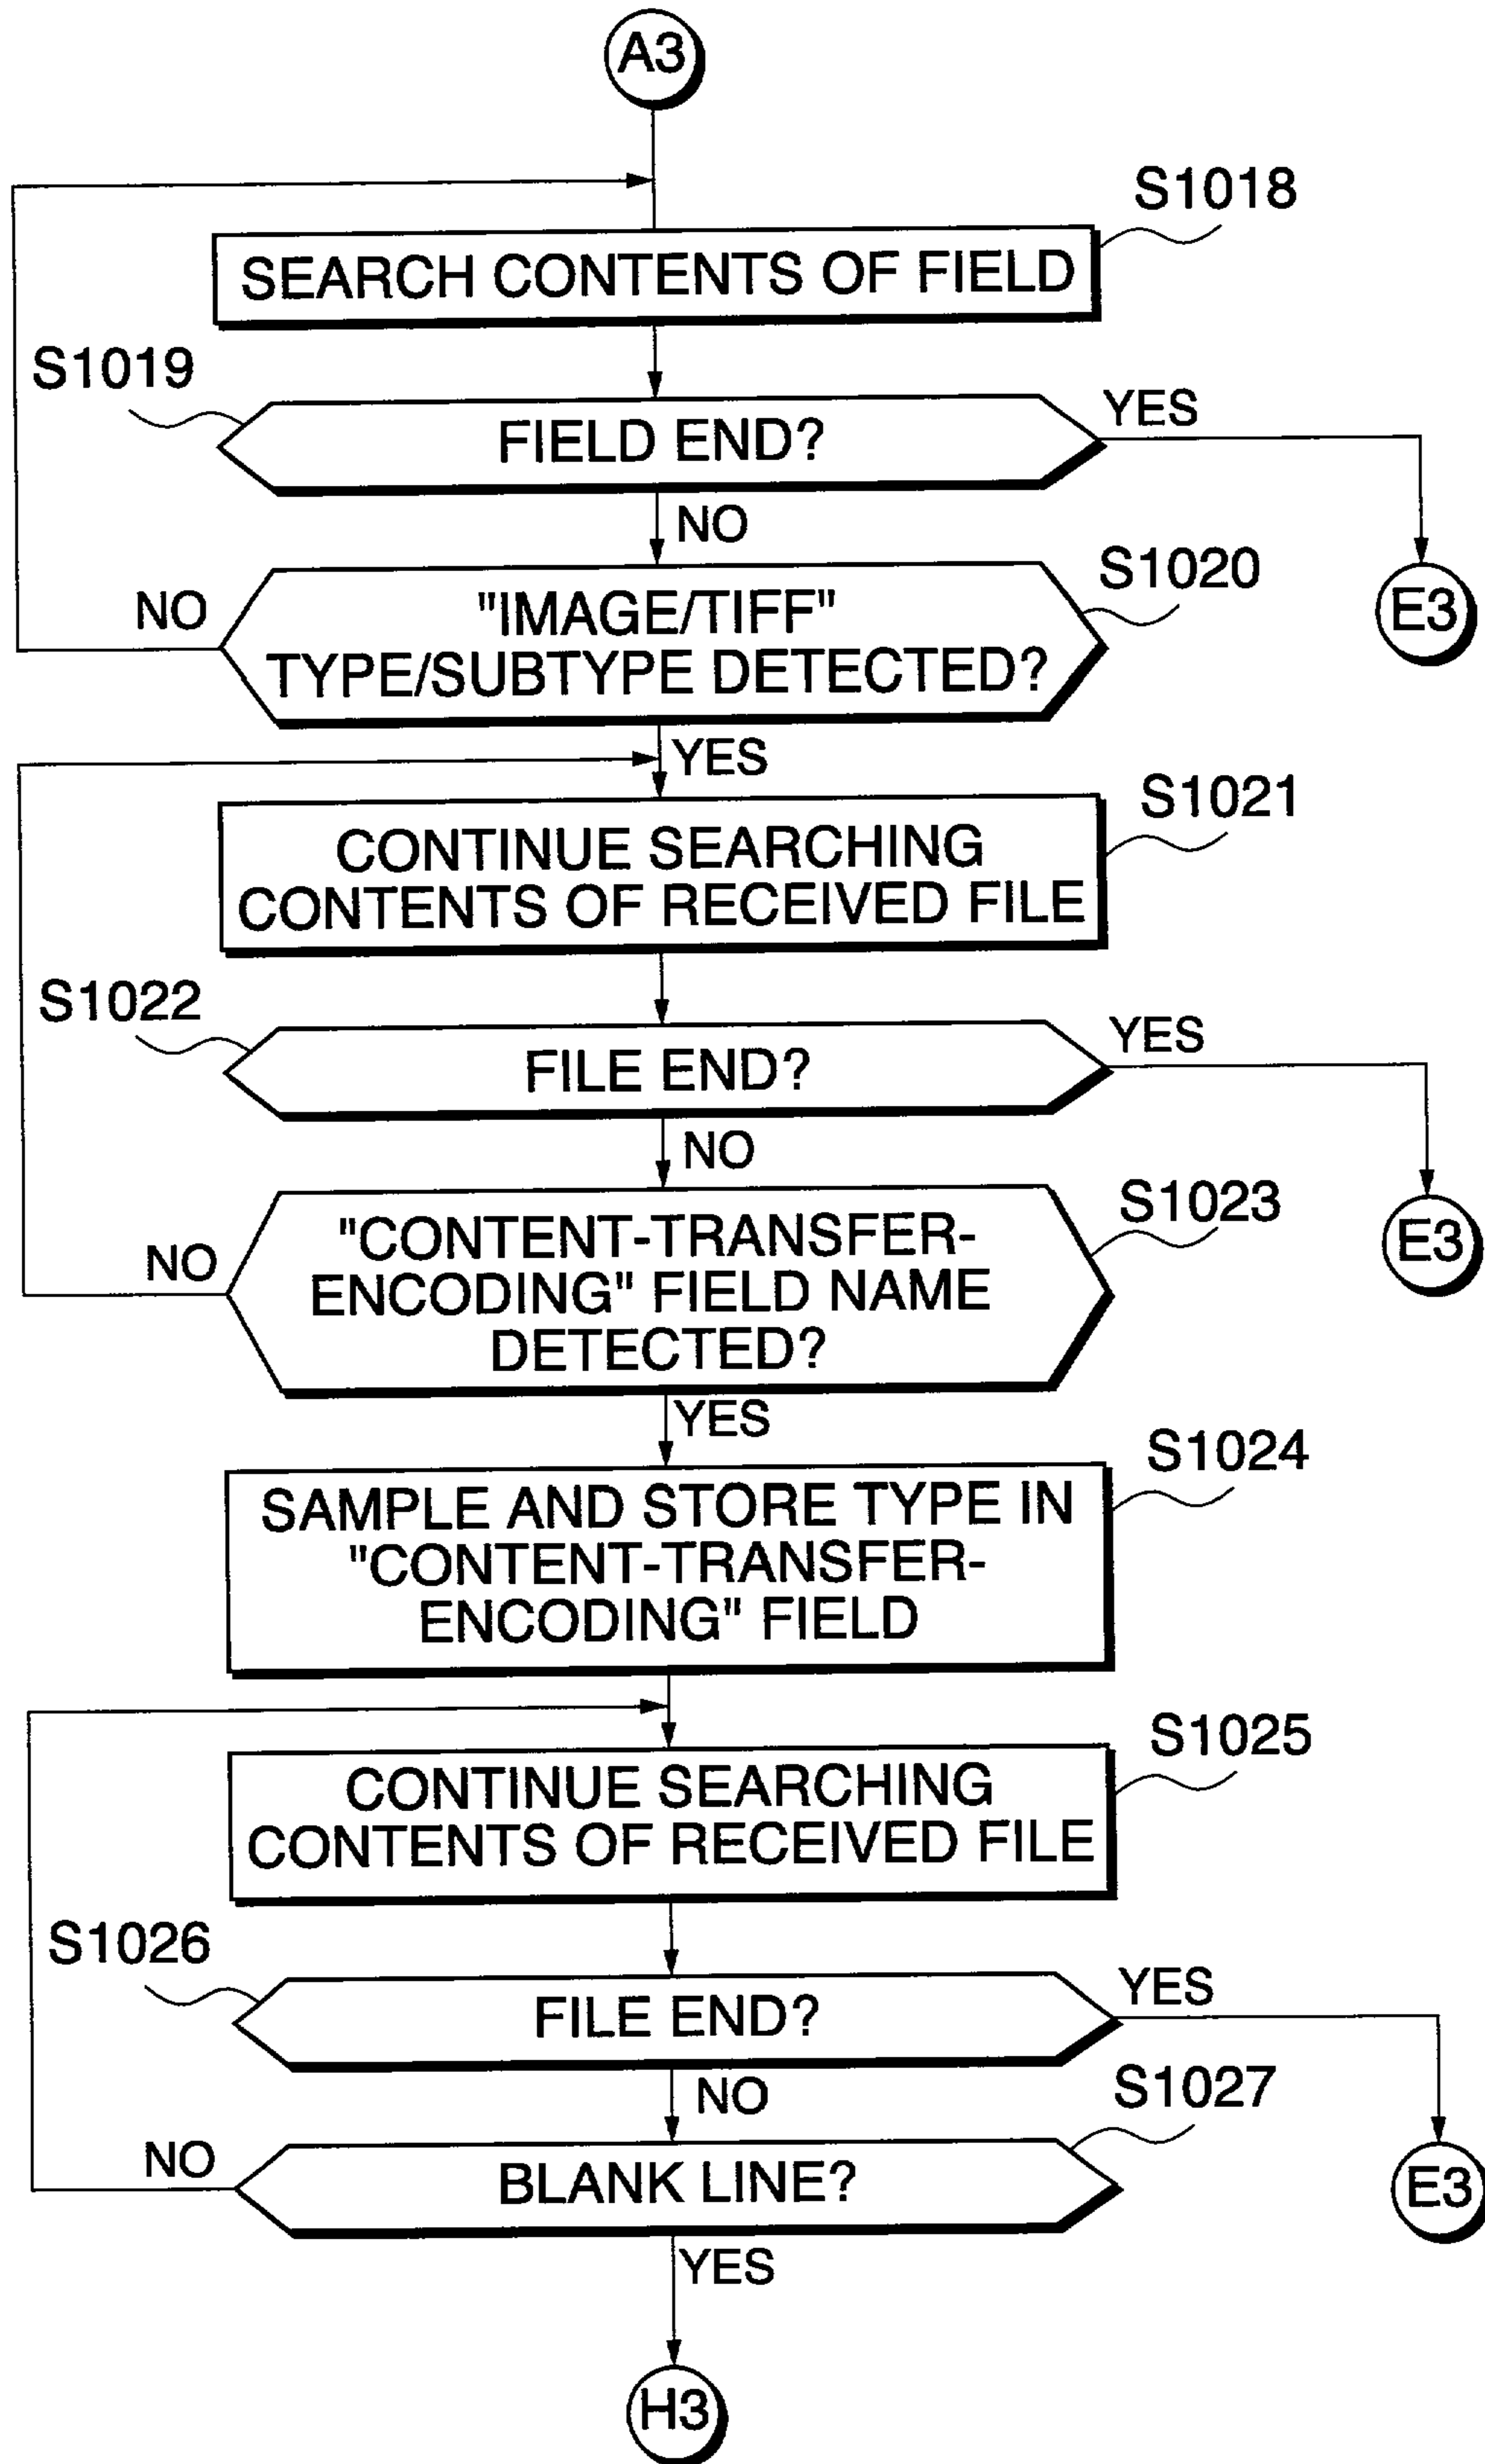 A3
S1018
SEARCH CONTENTS OF FIELD
S1019
FIELD END?
YES
NO
E3
S1020
NO
"IMAGE/TIFF"
TYPE/SUBTYPE DETECTED?
YES
S1021
CONTINUE SEARCHING
CONTENTS OF RECEIVED FILE
S1022
FILE END?
YES
NO
E3
S1023
NO
"CONTENT-TRANSFER-
ENCODING" FIELD NAME
DETECTED?
YES
S1024
SAMPLE AND STORE TYPE IN
"CONTENT-TRANSFER-
ENCODING" FIELD
S1025
CONTINUE SEARCHING
CONTENTS OF RECEIVED FILE
S1026
FILE END?
YES
NO
S1027
NO
BLANK LINE?
E3
YES
H3